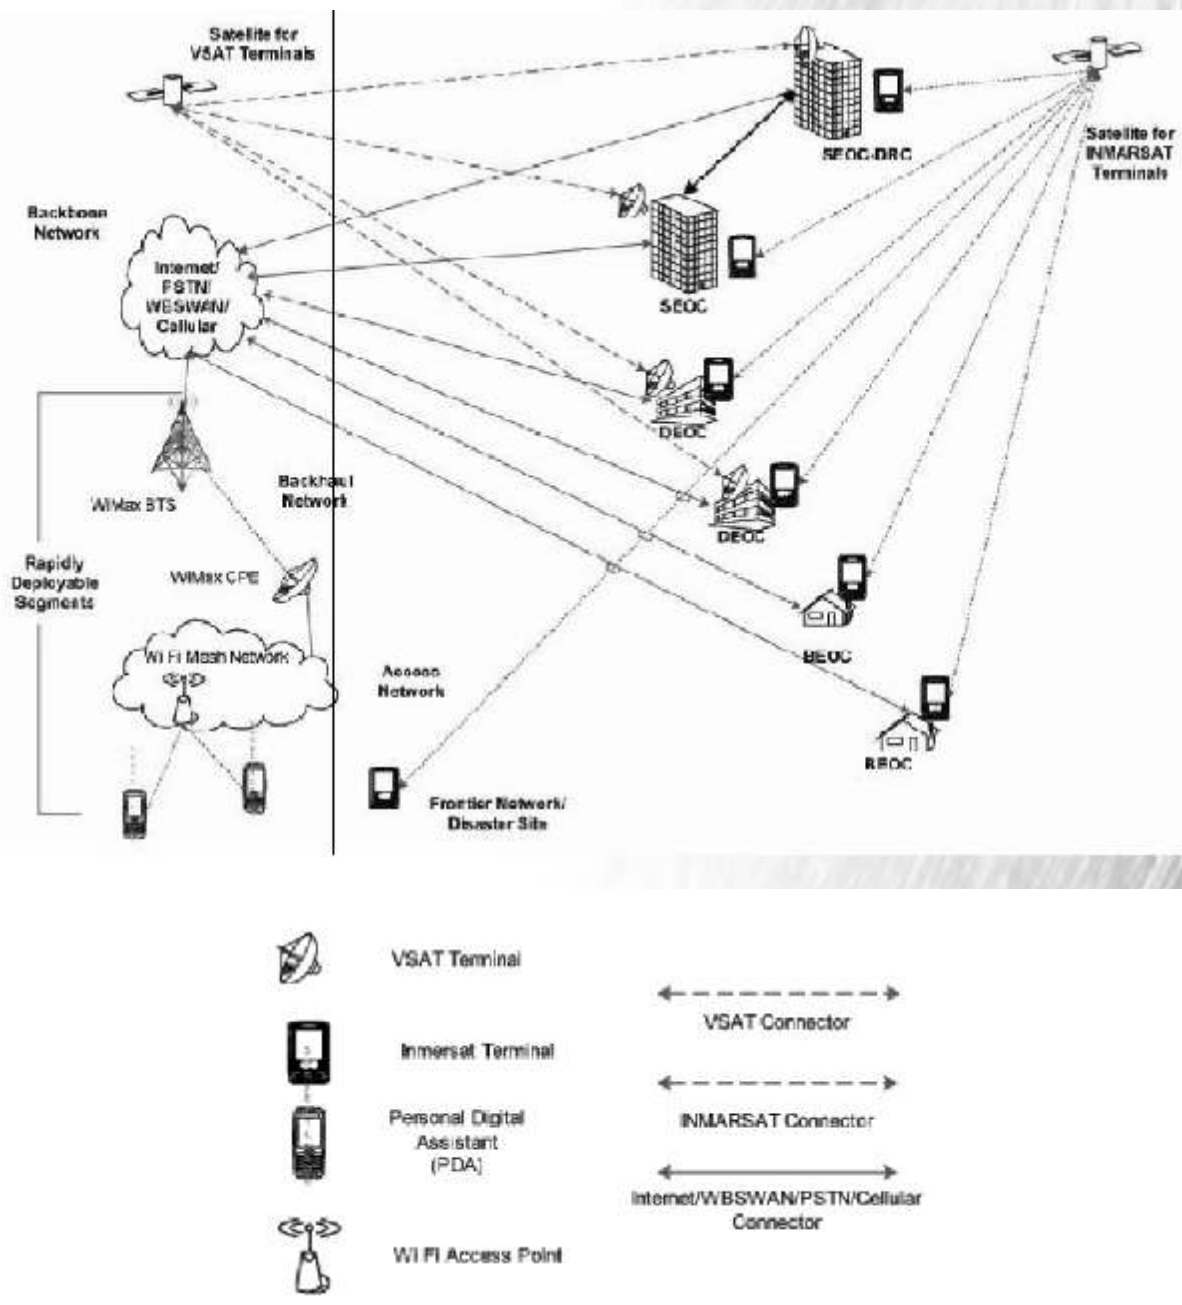 Satellite for
VSAT Terminals
SEOC-DRC
Satellite for
INMARSAT
Terminals
Backbone
Network
Internet/
PSTN/
WBSWAN/
Cellular
SEOC
DEOC
WiMax BTS
Backhaul
Network
DEOC
Rapidly
Deployable
Segments
WiMax CPE
BEOC
Wi Fi Mesh Network
Access
Network
BEOC
Frontier Network/
Disaster Site
VSAT Terminal
VSAT Connector
Inmersat Terminal
INMARSAT Connector
Personal Digital
Assistant
(PDA)
Internet/WBSWAN/PSTN/Cellular
Connector
Wi Fi Access Point